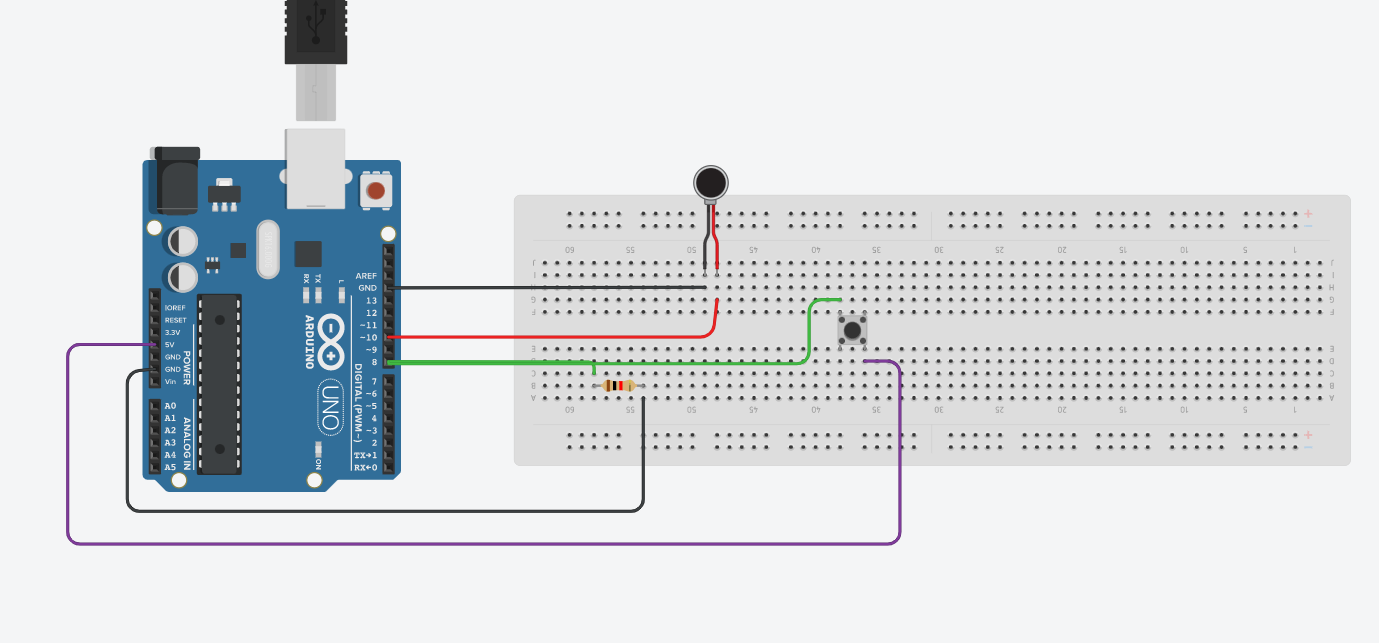 AREF
GND
13
12
~11
~10
~9
8
7
~6
~5
4
~3
2
TX→1
RX←0
DIGITAL (PWM~)
IOREF
RESET
3.3V
5V
GND
GND
Vin
POWER
A0
A1
A2
A3
A4
A5
ANALOG IN
RX
TX
L
ARDUINO
UNO
ON
+
−
60 55 50 45 40 35 30 25 20 15 10 5 1
J J
I I
H H
G G
F F
E E
D D
C C
B B
A A
60 55 50 45 40 35 30 25 20 15 10 5 1
+
−